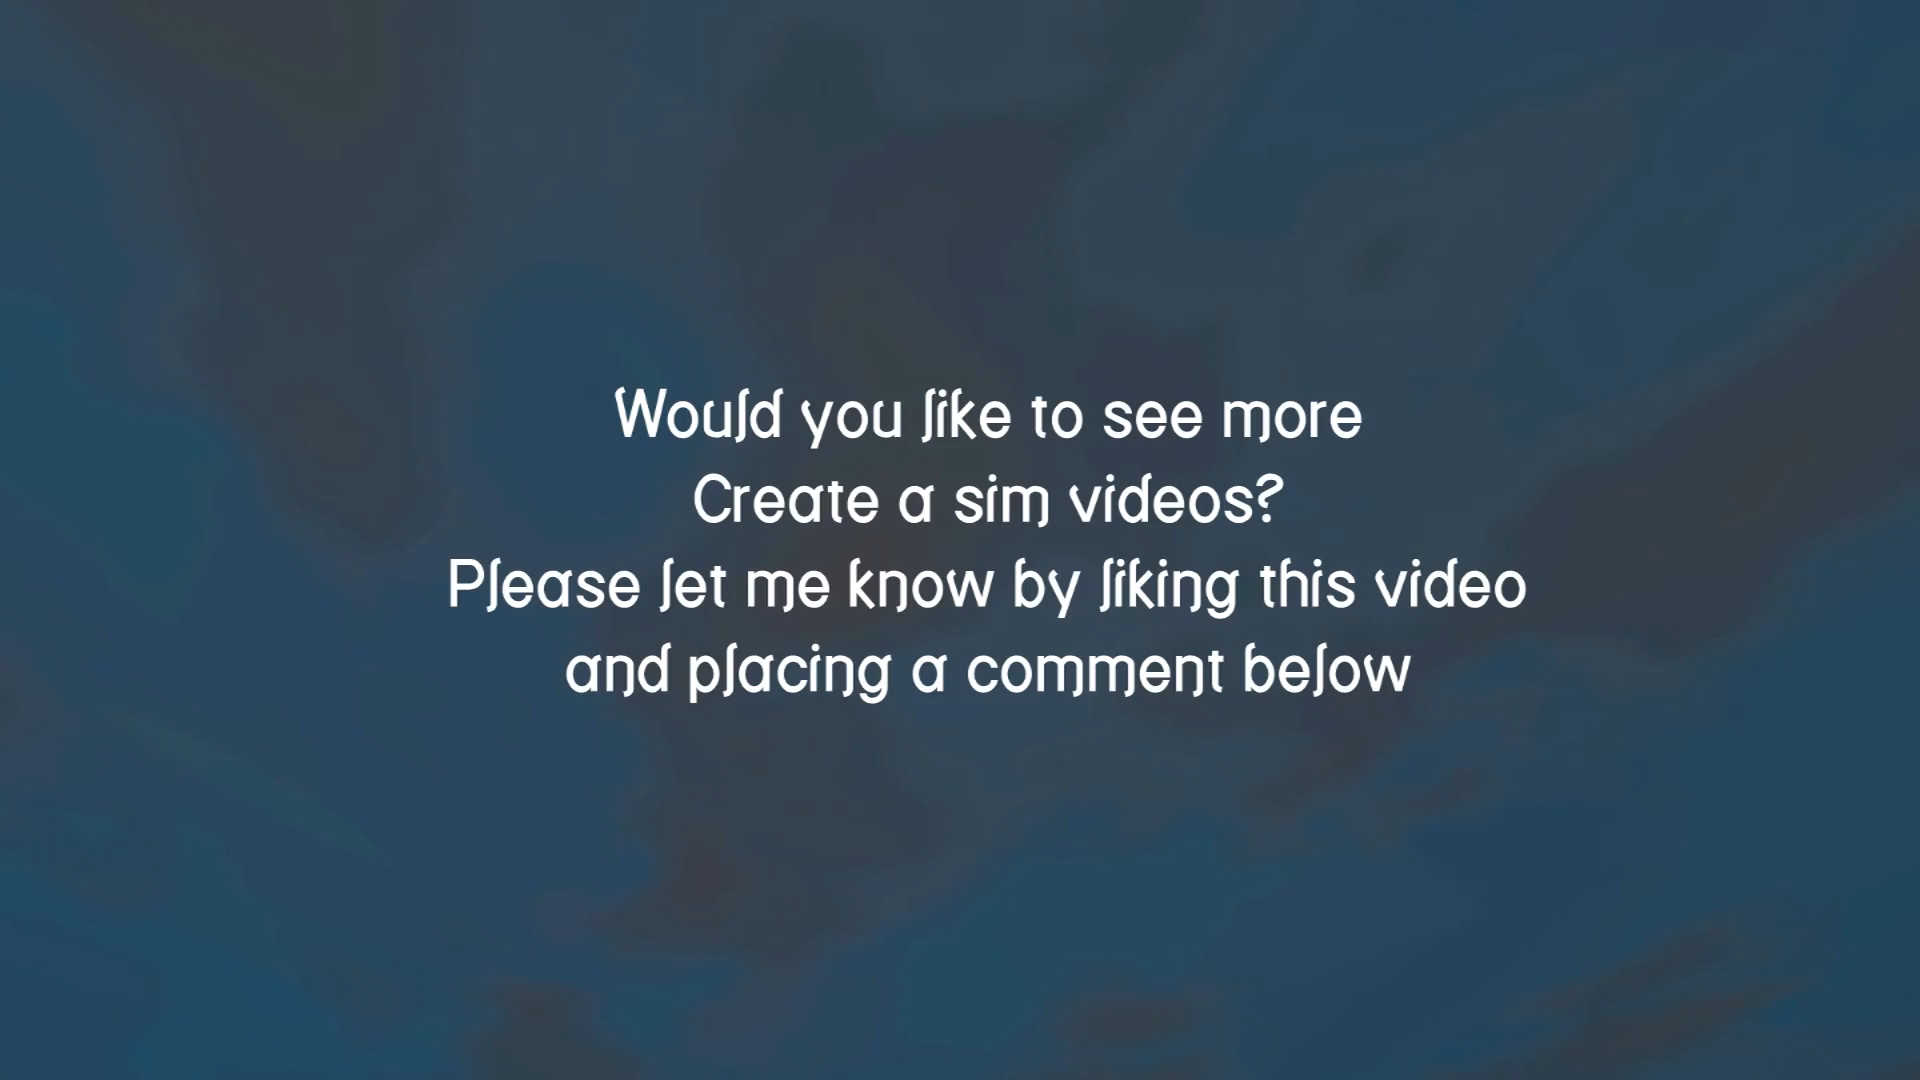 Would you like to see more
Create a sim videos?
Please let me know by liking this video
and placing a comment below